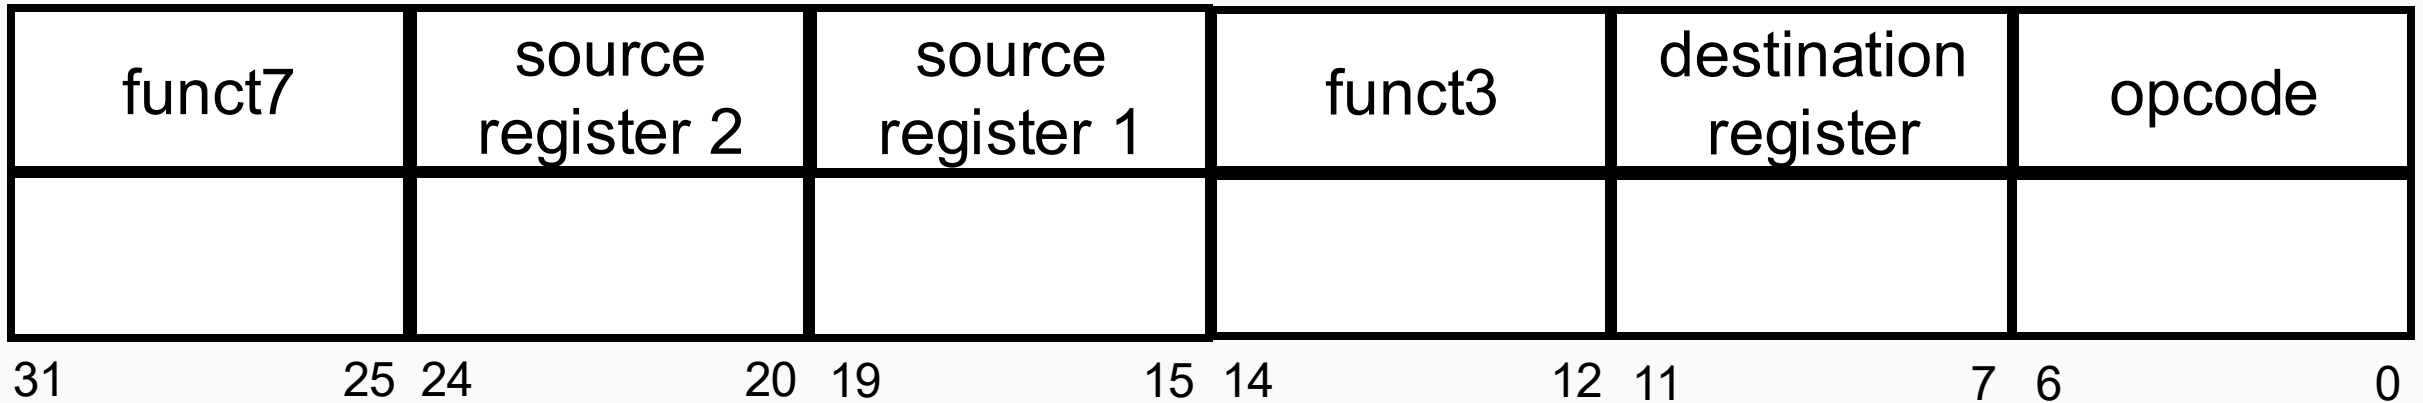 funct7
source
register 2
source
register 1
funct3
destination
register
opcode
31 25 24 20 19 15 14 12 11 7 6 0